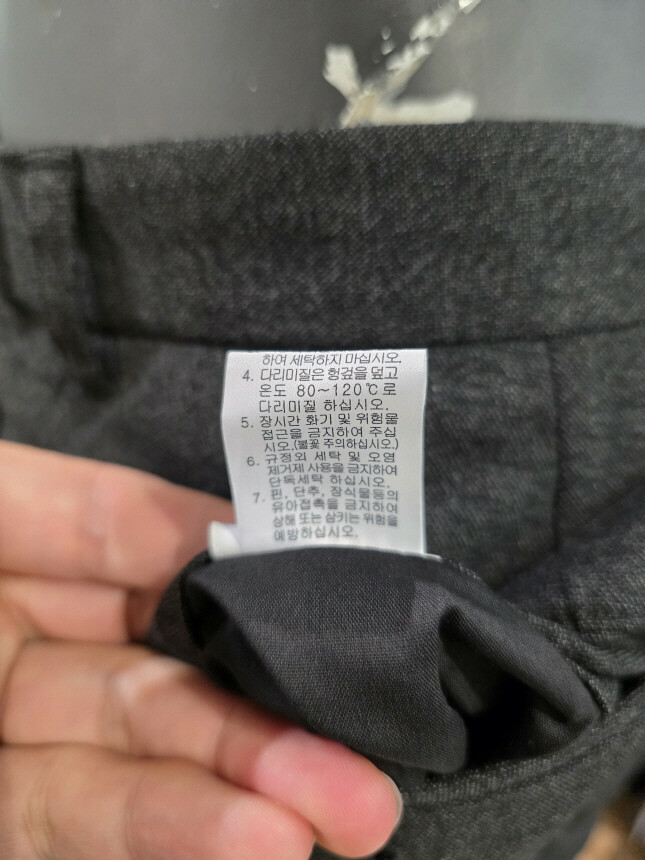 하여 세탁하지 마십시오.
4. 다리미질은 헝겊을 덮고
온도 80~120℃로
다리미질 하십시오.
5. 장시간 화기 및 위험물
접근을 금지하여 주십
시오.(불꽃 주의하십시오.)
6. 규정외 세탁 및 오염
제거제 사용을 금지하여
단독세탁 하십시오.
7. 핀, 단추, 장식물등의
유아접촉을 금지하여
상해 또는 삼키는 위험을
예방하십시오.